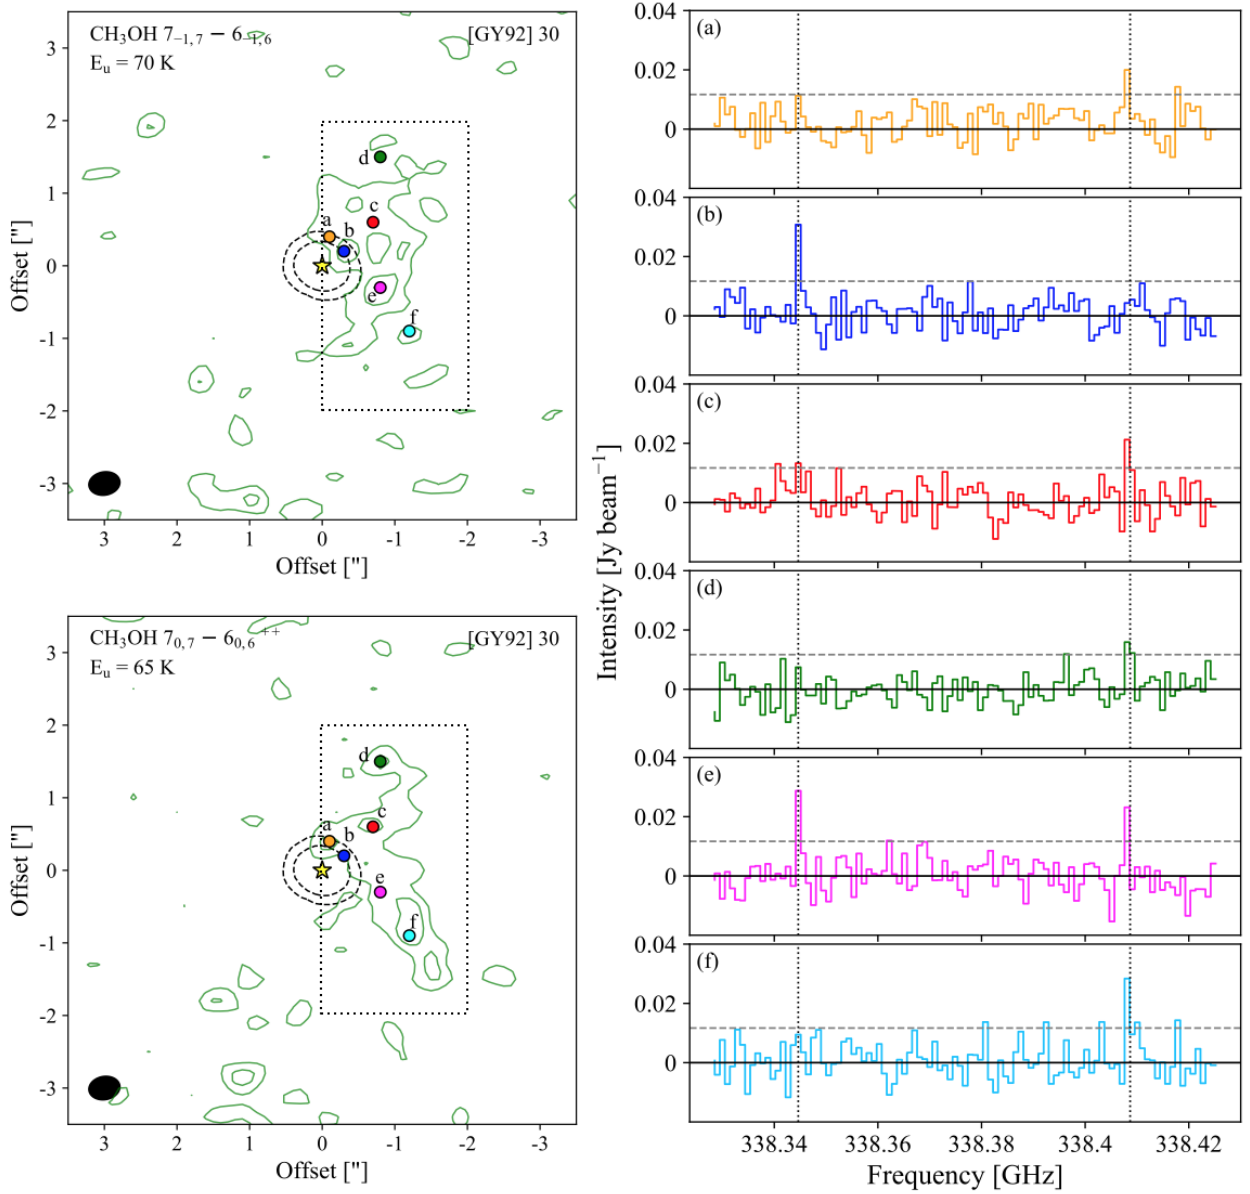 CH₃OH 7₋₁,₇ − 6₋₁,₆ [GY92] 30
Eᵤ = 70 K
3
2
1
0
-1
-2
-3
Offset ["]
d
c
a
b
e
f
3 2 1 0 -1 -2 -3
Offset ["]
CH₃OH 7₀,₇ − 6₀,₆ ⁺⁺ [GY92] 30
Eᵤ = 65 K
3
2
1
0
-1
-2
-3
Offset ["]
d
c
a
b
e
f
3 2 1 0 -1 -2 -3
Offset ["]
Intensity [Jy beam⁻¹]
0.04
(a)
0.02
0
0.04
(b)
0.02
0
0.04
(c)
0.02
0
0.04
(d)
0.02
0
0.04
(e)
0.02
0
0.04
(f)
0.02
0
338.34 338.36 338.38 338.4 338.42
Frequency [GHz]